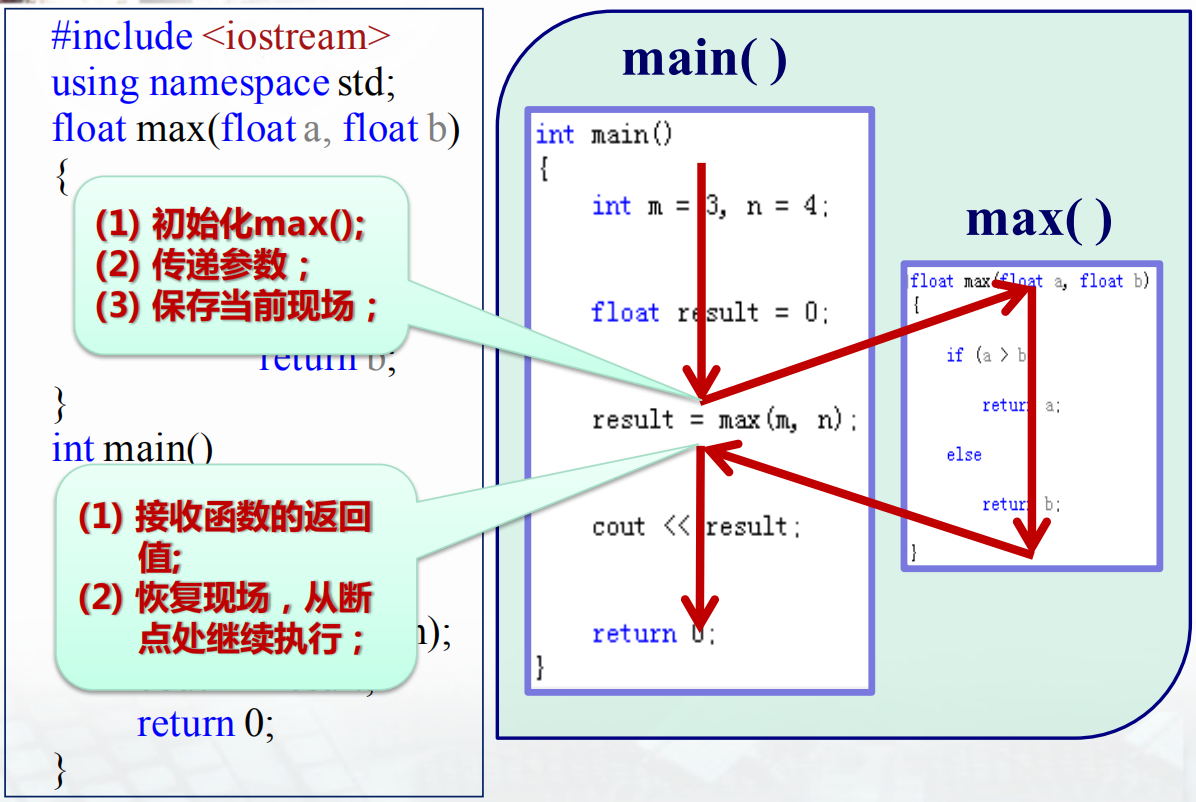 #include <iostream>
using namespace std;
float max(float a, float b)
{
(1) 初始化max();
(2) 传递参数；
(3) 保存当前现场；
return b;
}
int main()
(1) 接收函数的返回
值;
(2) 恢复现场，从断
点处继续执行；
n);
return 0;
}
main( )
int main()
{
int m = 3, n = 4;
float result = 0;
result = max(m, n);
cout << result;
return 0;
}
max( )
float max(float a, float b)
{
if (a > b
return a;
else
return b;
}